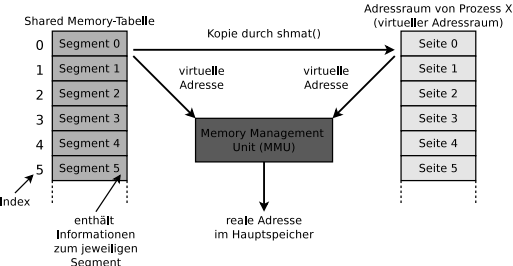 Shared Memory-Tabelle
Adressraum von Prozess X
(virtueller Adressraum)
Kopie durch shmat()
0 Segment 0
1 Segment 1
2 Segment 2
3 Segment 3
4 Segment 4
5 Segment 5
virtuelle
Adresse
virtuelle
Adresse
Memory Management
Unit (MMU)
Seite 0
Seite 1
Seite 2
Seite 3
Seite 4
Seite 5
Index
enthält
Informationen
zum jeweiligen
Segment
reale Adresse
im Hauptspeicher